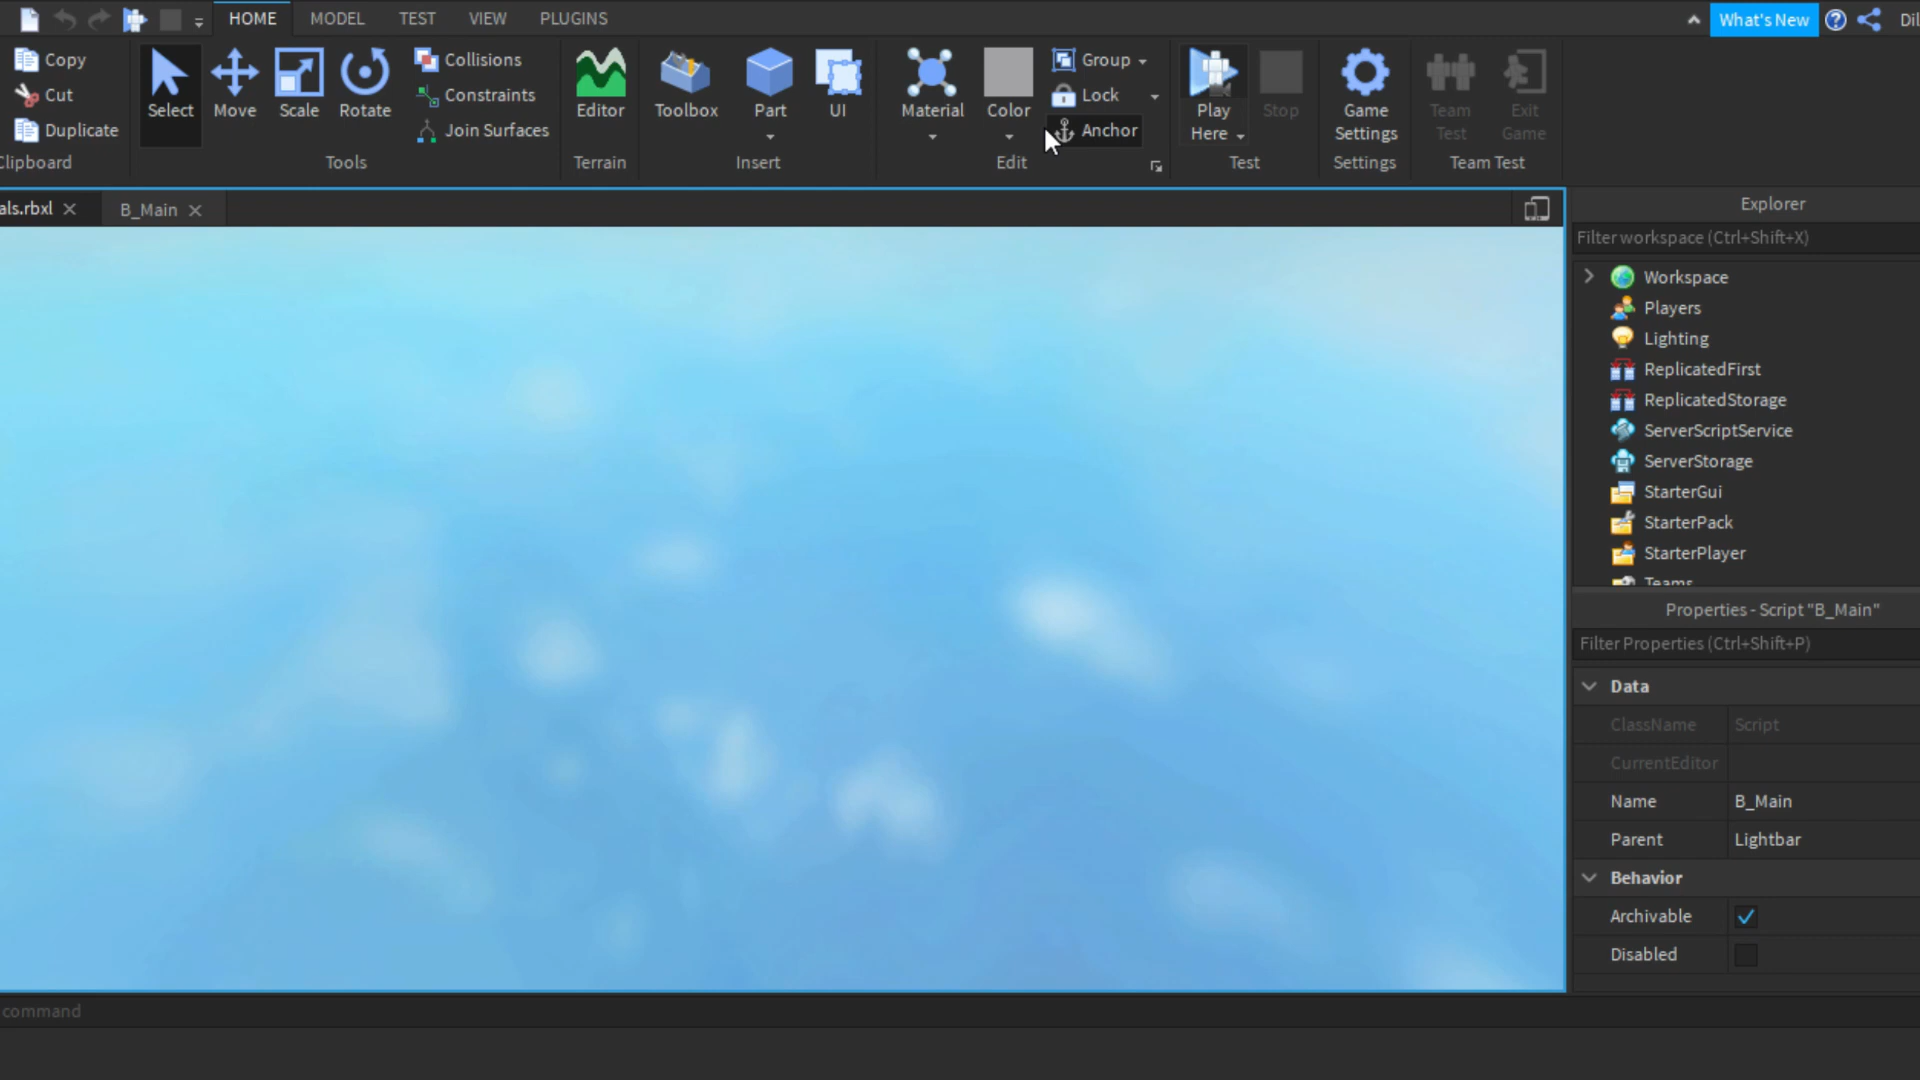 HOME MODEL TEST VIEW PLUGINS What's New Dil
Copy
Cut
Duplicate
Clipboard
Select Move Scale Rotate
Collisions
Constraints
Join Surfaces
Tools
Editor
Terrain
Toolbox Part UI
Insert
Material Color
Group
Lock
Anchor
Edit
Play
Here
Stop
Test
Game
Settings
Settings
Team
Test
Exit
Game
Team Test
als.rbxl B_Main
Explorer
Filter workspace (Ctrl+Shift+X)
Workspace
Players
Lighting
ReplicatedFirst
ReplicatedStorage
ServerScriptService
ServerStorage
StarterGui
StarterPack
StarterPlayer
Teams
Properties - Script "B_Main"
Filter Properties (Ctrl+Shift+P)
Data
ClassName Script
CurrentEditor
Name B_Main
Parent Lightbar
Behavior
Archivable
Disabled
command